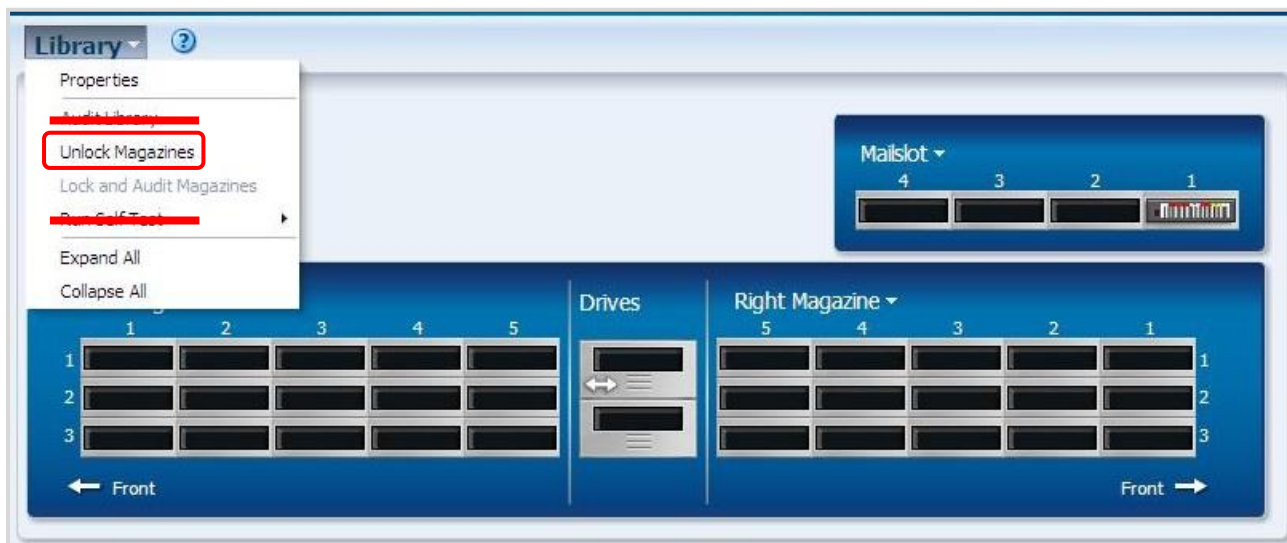 Library
?
Properties
Audit Library
Unlock Magazines
Lock and Audit Magazines
Run Self Test
Expand All
Collapse All
Mailslot
4 3 2 1
Drives
Right Magazine
1 2 3 4 5
5 4 3 2 1
1 1
2 2
3 3
Front
Front